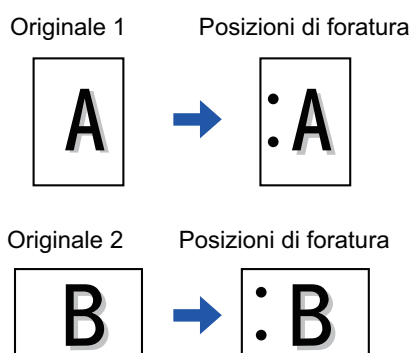 Originale 1 Posizioni di foratura
A A
Originale 2 Posizioni di foratura
B B